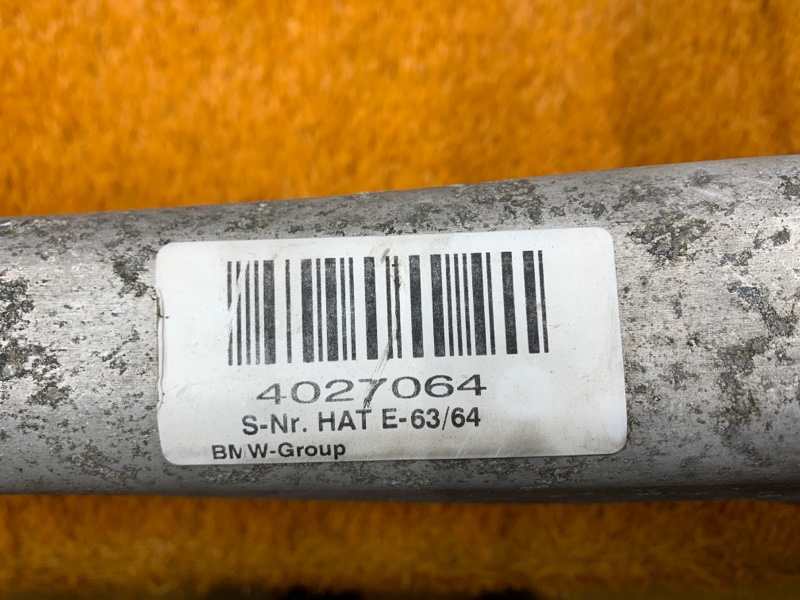 4027064
S-Nr. HAT E-63/64
BMW-Group